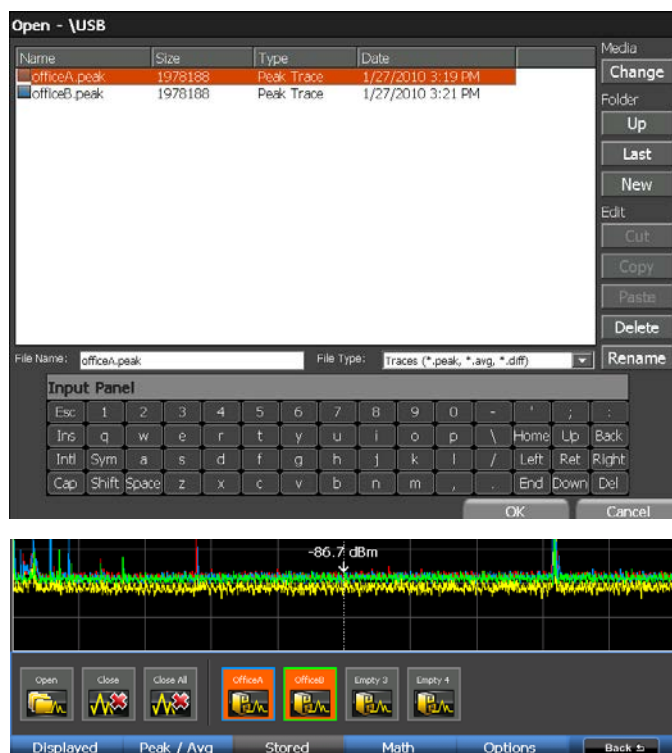 Open - \USB
Name Size Type Date
officeA.peak 1978188 Peak Trace 1/27/2010 3:19 PM
officeB.peak 1978188 Peak Trace 1/27/2010 3:21 PM
Media
Change
Folder
Up
Last
New
Edit
Cut
Copy
Paste
Delete
Rename
File Name: officeA.peak File Type: Traces (*.peak, *.avg, *.diff)
Input Panel
Esc 1 2 3 4 5 6 7 8 9 0 - ' ; :
Ins q w e r t y u i o p \ Home Up Back
Intl Sym a s d f g h j k l / Left Ret Right
Cap Shift Space z x c v b n m , . End Down Del
OK Cancel
-86.7 dBm
Open Close Close All OfficeA OfficeB Empty 3 Empty 4
Displayed Peak / Avg Stored Math Options Back